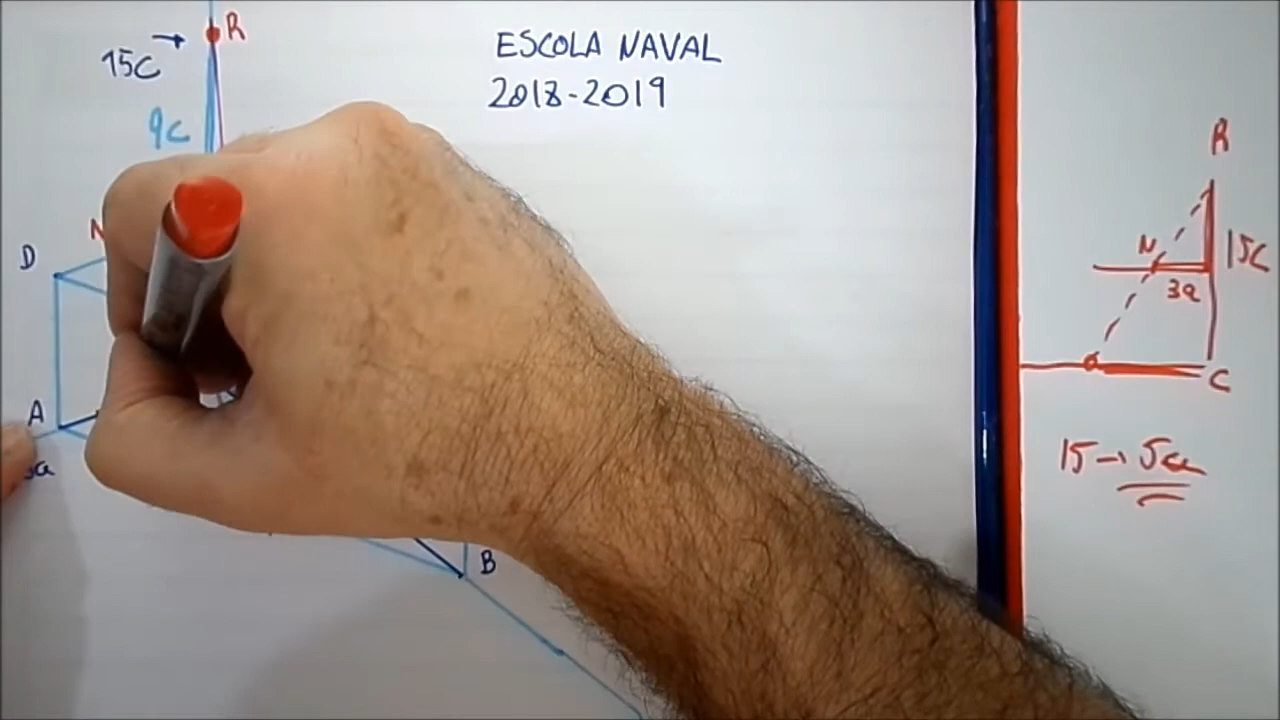 R
15C →
9C
ESCOLA NAVAL
2018-2019
N
D
A
B
R
N
15C
3a
C
15 → 5a